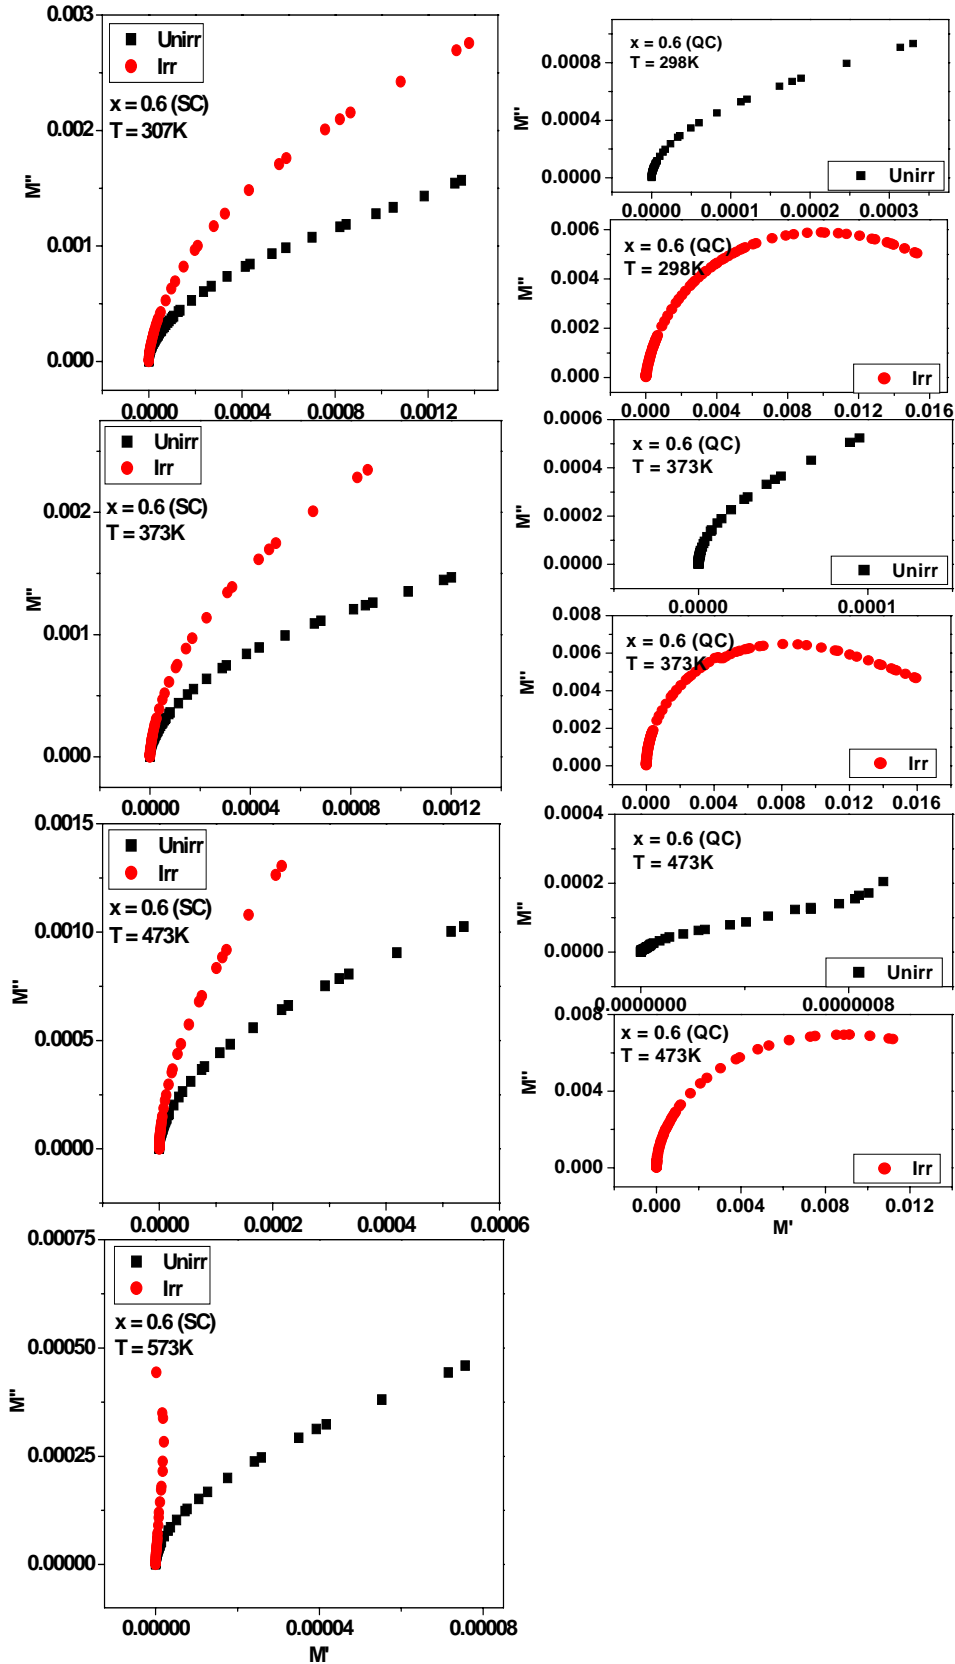 0.003
Unirr
Irr
x = 0.6 (SC)
T = 307K
0.002
M"
0.001
0.000
0.0000 0.0004 0.0008 0.0012
Unirr
Irr
x = 0.6 (SC)
T = 373K
0.002
M"
0.001
0.000
0.0000 0.0004 0.0008 0.0012
0.0015
Unirr
Irr
x = 0.6 (SC)
T = 473K
0.0010
M"
0.0005
0.0000
0.0000 0.0002 0.0004 0.0006
0.00075
Unirr
Irr
x = 0.6 (SC)
T = 573K
0.00050
M"
0.00025
0.00000
0.00000 0.00004 0.00008
M'
x = 0.6 (QC)
T = 298K
0.0008
M"
0.0004
0.0000
Unirr
0.0000 0.0001 0.0002 0.0003
0.006
x = 0.6 (QC)
T = 298K
0.004
M"
0.002
0.000
Irr
0.000 0.004 0.008 0.012 0.016
0.0006
x = 0.6 (QC)
T = 373K
0.0004
M"
0.0002
0.0000
Unirr
0.0000 0.0001
0.008
x = 0.6 (QC)
T = 373K
0.006
0.004
M"
0.002
0.000
Irr
0.000 0.004 0.008 0.012 0.016
0.0004
x = 0.6 (QC)
T = 473K
0.0002
M"
0.0000
Unirr
0.0000000 0.0000008
0.008
x = 0.6 (QC)
T = 473K
0.004
M"
0.000
Irr
0.000 0.004 0.008 0.012
M'